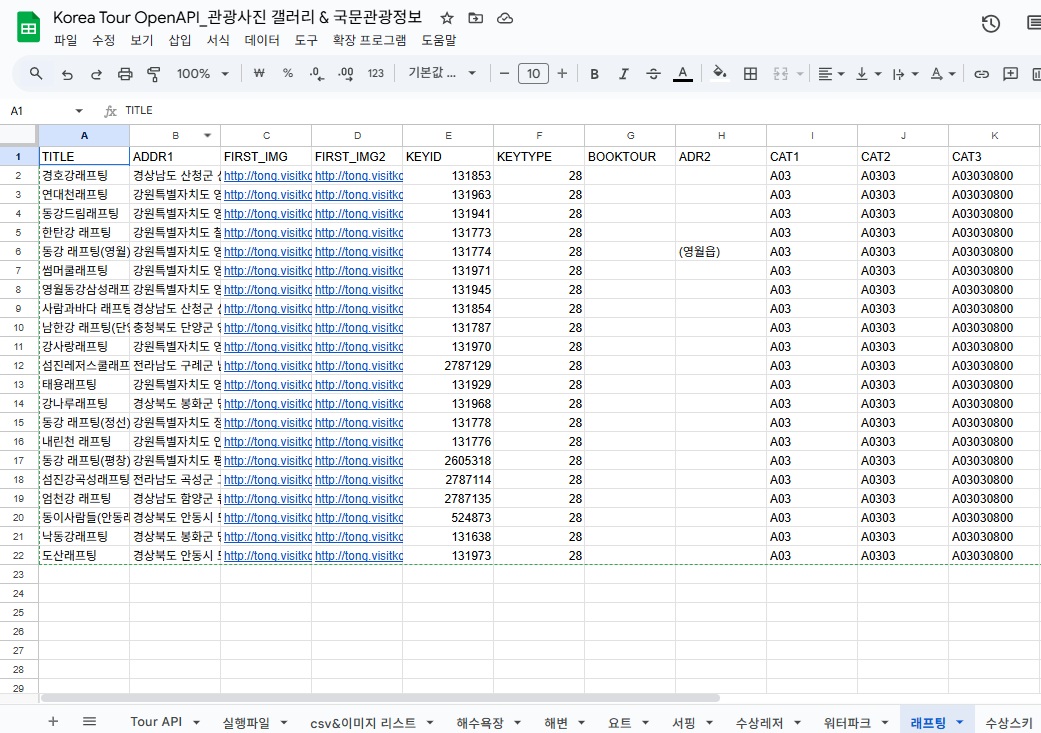 Korea Tour OpenAPI_관광사진 갤러리 & 국문관광정보
파일 수정 보기 삽입 서식 데이터 도구 확장 프로그램 도움말
100% ₩ % .0 .00 123 기본값 ... − 10 + B I A
A1 fx TITLE
A B C D E F G H I J K
1 TITLE ADDR1 FIRST_IMG FIRST_IMG2 KEYID KEYTYPE BOOKTOUR ADR2 CAT1 CAT2 CAT3
2 경호강래프팅 경상남도 산청군 http://tong.visitko http://tong.visitko 131853 28 A03 A0303 A03030800
3 연대천래프팅 강원특별자치도 http://tong.visitko http://tong.visitko 131963 28 A03 A0303 A03030800
4 동강드림래프팅 강원특별자치도 http://tong.visitko http://tong.visitko 131941 28 A03 A0303 A03030800
5 한탄강 래프팅 강원특별자치도 http://tong.visitko http://tong.visitko 131773 28 A03 A0303 A03030800
6 동강 래프팅(영월) 강원특별자치도 http://tong.visitko http://tong.visitko 131774 28 (영월읍) A03 A0303 A03030800
7 썸머쿨래프팅 강원특별자치도 http://tong.visitko http://tong.visitko 131971 28 A03 A0303 A03030800
8 영월동강삼성래프 강원특별자치도 http://tong.visitko http://tong.visitko 131945 28 A03 A0303 A03030800
9 사람과바다 래프팅 경상남도 산청군 http://tong.visitko http://tong.visitko 131854 28 A03 A0303 A03030800
10 남한강 래프팅(단양 충청북도 단양군 http://tong.visitko http://tong.visitko 131787 28 A03 A0303 A03030800
11 강사랑래프팅 강원특별자치도 http://tong.visitko http://tong.visitko 131970 28 A03 A0303 A03030800
12 섬진레저스쿨래프 전라남도 구례군 http://tong.visitko http://tong.visitko 2787129 28 A03 A0303 A03030800
13 태용래프팅 강원특별자치도 http://tong.visitko http://tong.visitko 131929 28 A03 A0303 A03030800
14 강나루래프팅 경상북도 봉화군 http://tong.visitko http://tong.visitko 131968 28 A03 A0303 A03030800
15 동강 래프팅(정선) 강원특별자치도 http://tong.visitko http://tong.visitko 131778 28 A03 A0303 A03030800
16 내린천 래프팅 강원특별자치도 http://tong.visitko http://tong.visitko 131776 28 A03 A0303 A03030800
17 동강 래프팅(평창) 강원특별자치도 http://tong.visitko http://tong.visitko 2605318 28 A03 A0303 A03030800
18 섬진강곡성래프팅 전라남도 곡성군 http://tong.visitko http://tong.visitko 2787114 28 A03 A0303 A03030800
19 엄천강 래프팅 경상남도 함양군 http://tong.visitko http://tong.visitko 2787135 28 A03 A0303 A03030800
20 동이사람들(안동래 경상북도 안동시 http://tong.visitko http://tong.visitko 524873 28 A03 A0303 A03030800
21 낙동강래프팅 경상북도 봉화군 http://tong.visitko http://tong.visitko 131638 28 A03 A0303 A03030800
22 도산래프팅 경상북도 안동시 http://tong.visitko http://tong.visitko 131973 28 A03 A0303 A03030800
23
24
25
26
27
28
29
+ Tour API 실행파일 csv&이미지 리스트 해수욕장 해변 요트 서핑 수상레저 워터파크 래프팅 수상스키